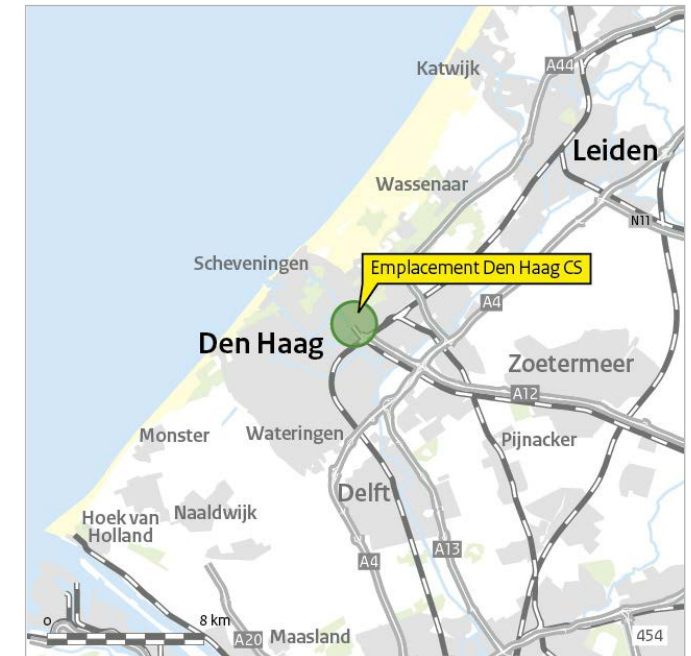 Katwijk
A44
Leiden
Wassenaar
N11
Scheveningen
Emplacement Den Haag CS
A4
Den Haag
Zoetermeer
A12
Monster
Wateringen
Pijnacker
Delft
Hoek van
Holland
Naaldwijk
A13
A4
0
8 km
A20
Maasland
454